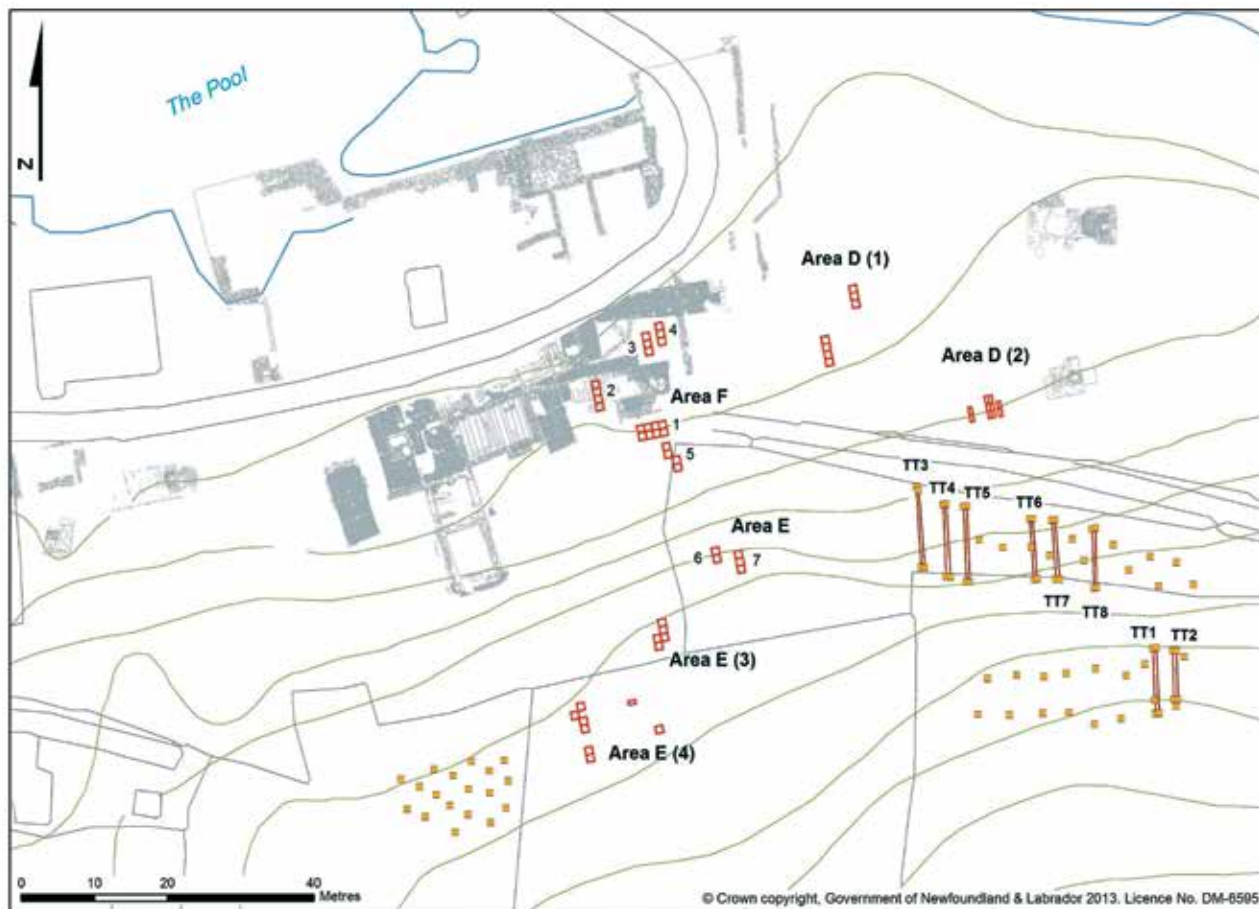 The Pool
N
Area D (1)
4
3
Area D (2)
2
Area F
1
5
TT3
TT4
TT5
TT6
Area E
6
7
TT7
TT8
TT1
TT2
Area E (3)
Area E (4)
0 10 20 40
Metres
© Crown copyright, Government of Newfoundland & Labrador 2013. Licence No. DM-6595